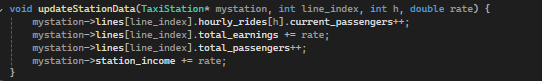 void updateStationData(TaxiStation* mystation, int line_index, int h, double rate) {
mystation->lines[line_index].hourly_rides[h].current_passengers++;
mystation->lines[line_index].total_earnings += rate;
mystation->lines[line_index].total_passengers++;
mystation->station_income += rate;
}